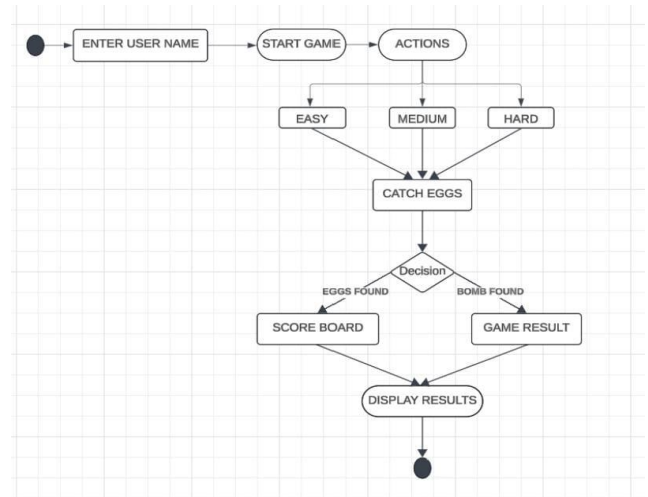 ENTER USER NAME
START GAME
ACTIONS
EASY
MEDIUM
HARD
CATCH EGGS
Decision
EGGS FOUND
BOMB FOUND
SCORE BOARD
GAME RESULT
DISPLAY RESULTS